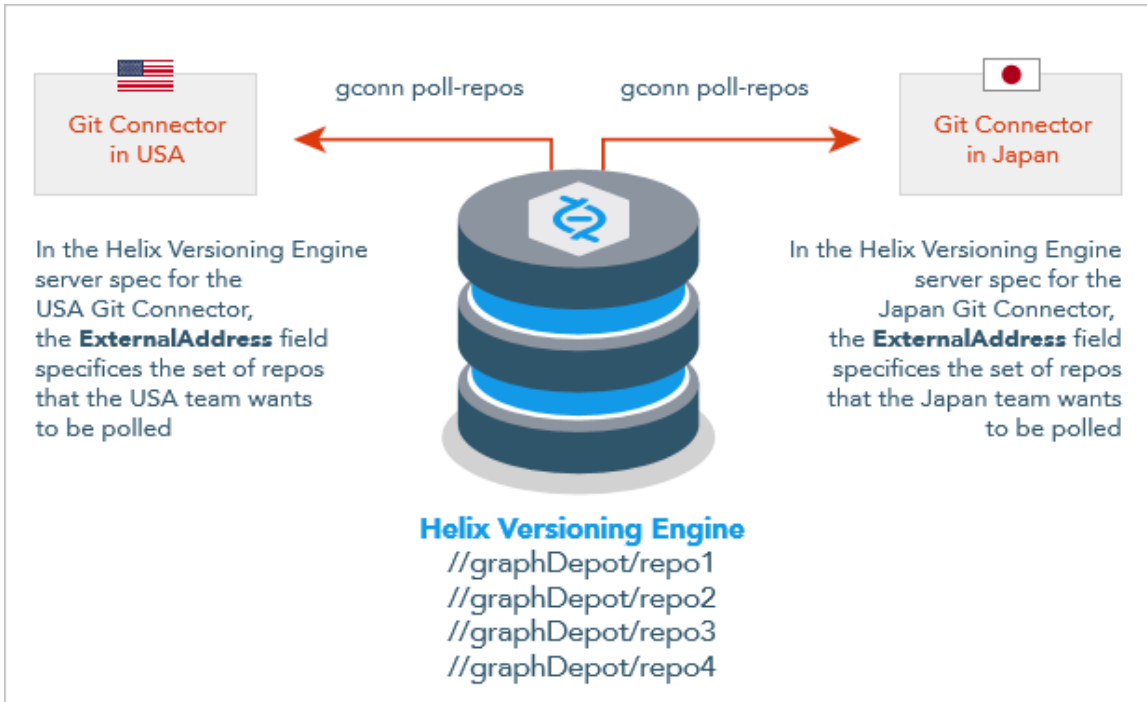 gconn poll-repos
gconn poll-repos
Git Connector
in USA
Git Connector
in Japan
In the Helix Versioning Engine
server spec for the
USA Git Connector,
the ExternalAddress field
specifices the set of repos
that the USA team wants
to be polled
In the Helix Versioning Engine
server spec for the
Japan Git Connector,
the ExternalAddress field
specifices the set of repos
that the Japan team wants
to be polled
Helix Versioning Engine
//graphDepot/repo1
//graphDepot/repo2
//graphDepot/repo3
//graphDepot/repo4